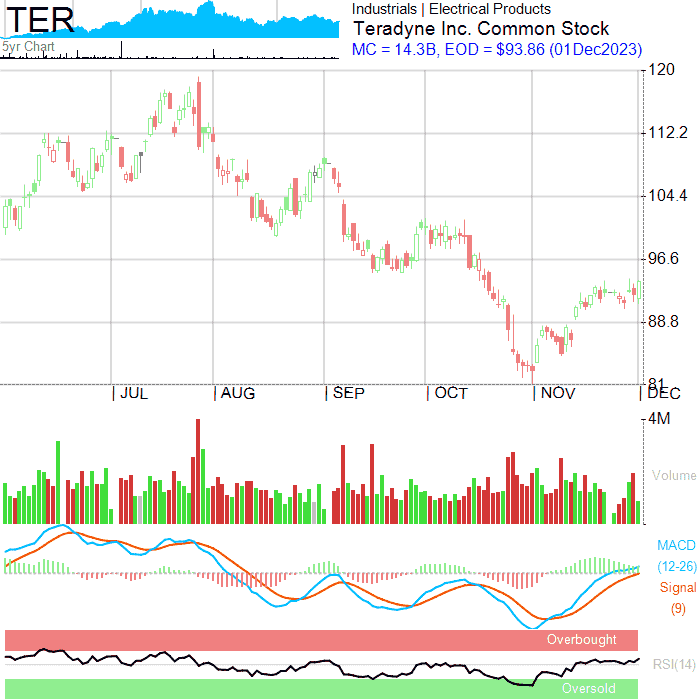 TER
5yr Chart
Industrials | Electrical Products
Teradyne Inc. Common Stock
MC = 14.3B, EOD = $93.86 (01Dec2023)
120
112.2
104.4
96.6
88.8
81
JUL AUG SEP OCT NOV DEC
4M
Volume
MACD
(12-26)
Signal
(9)
Overbought
RSI(14)
Oversold